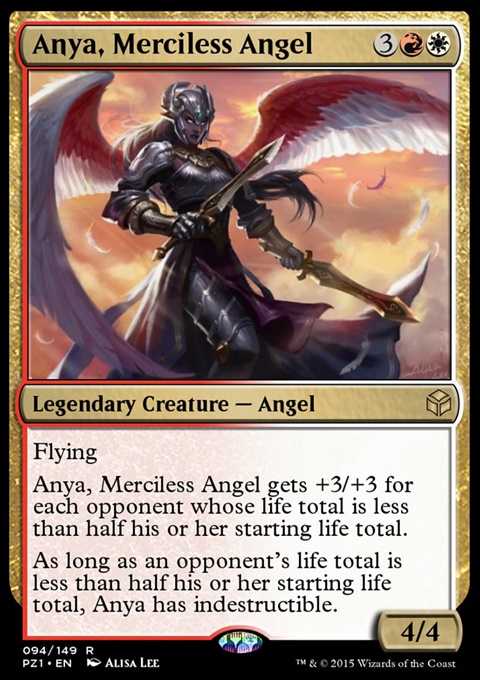 Anya, Merciless Angel 3
Legendary Creature — Angel
Flying
Anya, Merciless Angel gets +3/+3 for
each opponent whose life total is less
than half his or her starting life total.
As long as an opponent's life total is
less than half his or her starting life
total, Anya has indestructible.
4/4
094/149 R
PZ1 • EN Alisa Lee
™ & © 2015 Wizards of the Coast